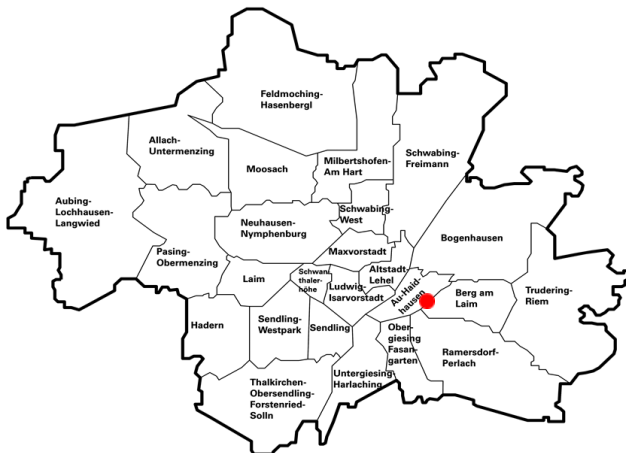 Feldmoching-
Hasenbergl
Allach-
Untermenzing
Moosach
Milbertshofen-
Am Hart
Schwabing-
Freimann
Aubing-
Lochhausen-
Langwied
Schwabing-
West
Neuhausen-
Nymphenburg
Bogenhausen
Pasing-
Obermenzing
Maxvorstadt
Laim
Schwan
thaler-
höhe
Altstadt-
Lehel
Ludwig-
Isarvorstadt
Au-Haid-
hausen
Berg am
Laim
Trudering-
Riem
Hadern
Sendling-
Westpark
Sendling
Ober-
giesing
Fasan-
garten
Ramersdorf-
Perlach
Untergiesing-
Harlaching
Thalkirchen-
Obersendling-
Forstenried-
Solln